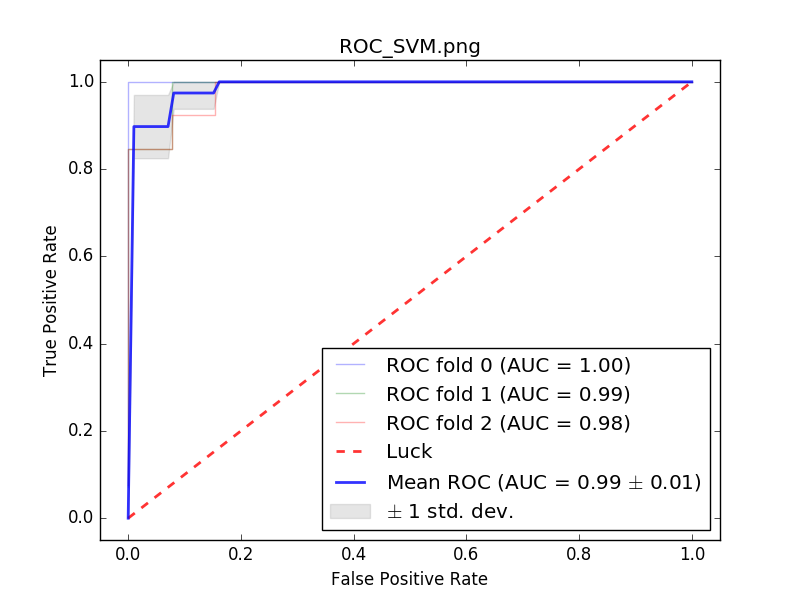 ROC_SVM.png
1.0
0.8
0.6
0.4
0.2
0.0
True Positive Rate
ROC fold 0 (AUC = 1.00)
ROC fold 1 (AUC = 0.99)
ROC fold 2 (AUC = 0.98)
Luck
Mean ROC (AUC = 0.99 ± 0.01)
± 1 std. dev.
0.0 0.2 0.4 0.6 0.8 1.0
False Positive Rate